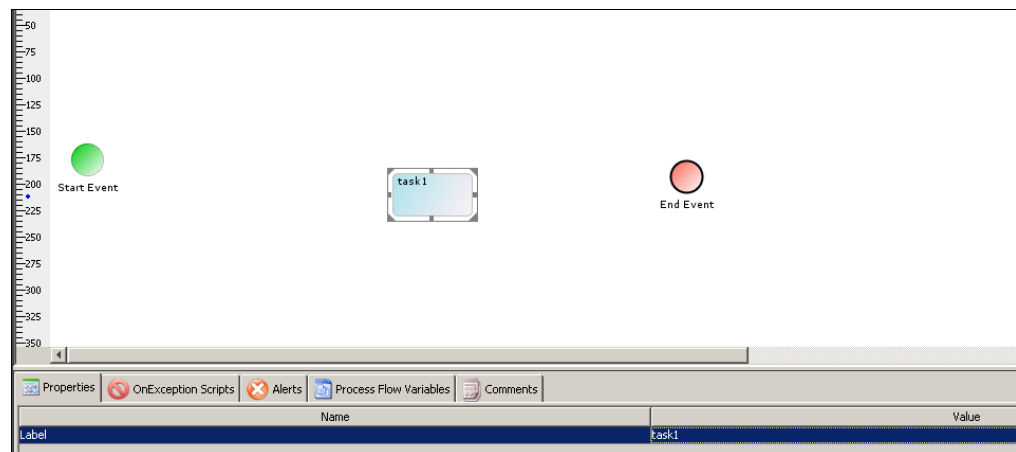 50
75
100
125
150
175
200
225
250
275
300
325
350
Start Event
task1
End Event
Properties OnException Scripts Alerts Process Flow Variables Comments
Name Value
Label task1